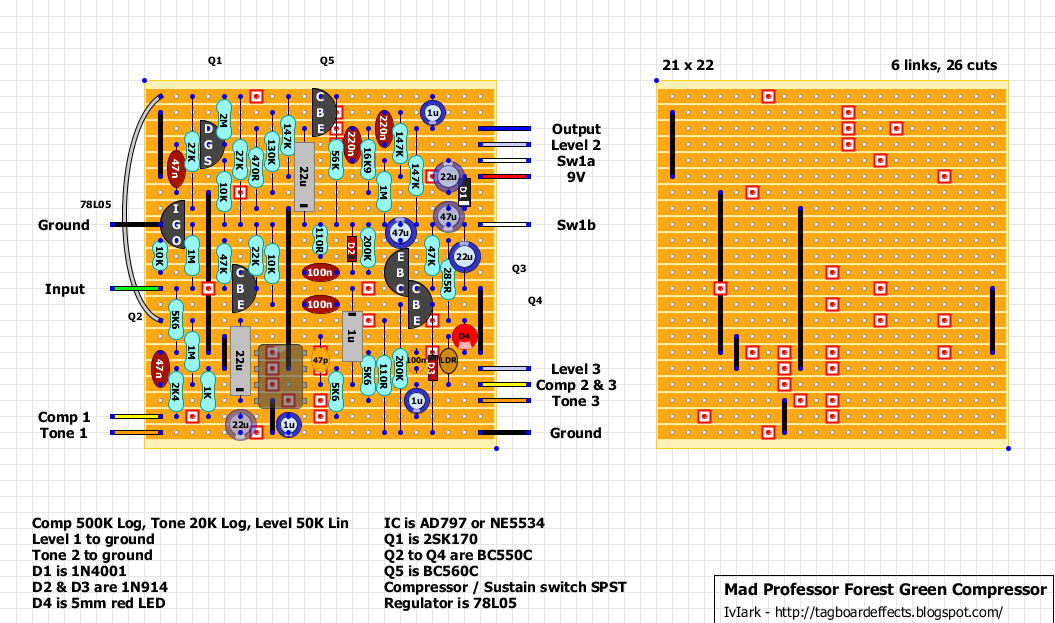 Q1
Q5
21 x 22
6 links, 26 cuts
C
B
E
1u
2M
D
G
S
27K
27K
470R
130K
147K
22u
56K
220n
16K9
220n
147K
147K
1M
22u
D1
47u
47n
10K
78L05
I
G
O
10K
1M
47K
22K
10K
110R
D2
200K
47u
47K
285R
22u
100n
100n
E
B
C
C
B
E
C
B
E
Q3
Q4
Q2
5K6
1M
47n
2K4
1K
22u
47p
5K6
1u
5K6
110R
200K
100n
D3
LDR
D4
1u
22u
1u
Output
Level 2
Sw1a
9V
Sw1b
Ground
Input
Level 3
Comp 2 & 3
Tone 3
Comp 1
Tone 1
Ground
Comp 500K Log, Tone 20K Log, Level 50K Lin
Level 1 to ground
Tone 2 to ground
D1 is 1N4001
D2 & D3 are 1N914
D4 is 5mm red LED
IC is AD797 or NE5534
Q1 is 2SK170
Q2 to Q4 are BC550C
Q5 is BC560C
Compressor / Sustain switch SPST
Regulator is 78L05
Mad Professor Forest Green Compressor
IvIark - http://tagboardeffects.blogspot.com/